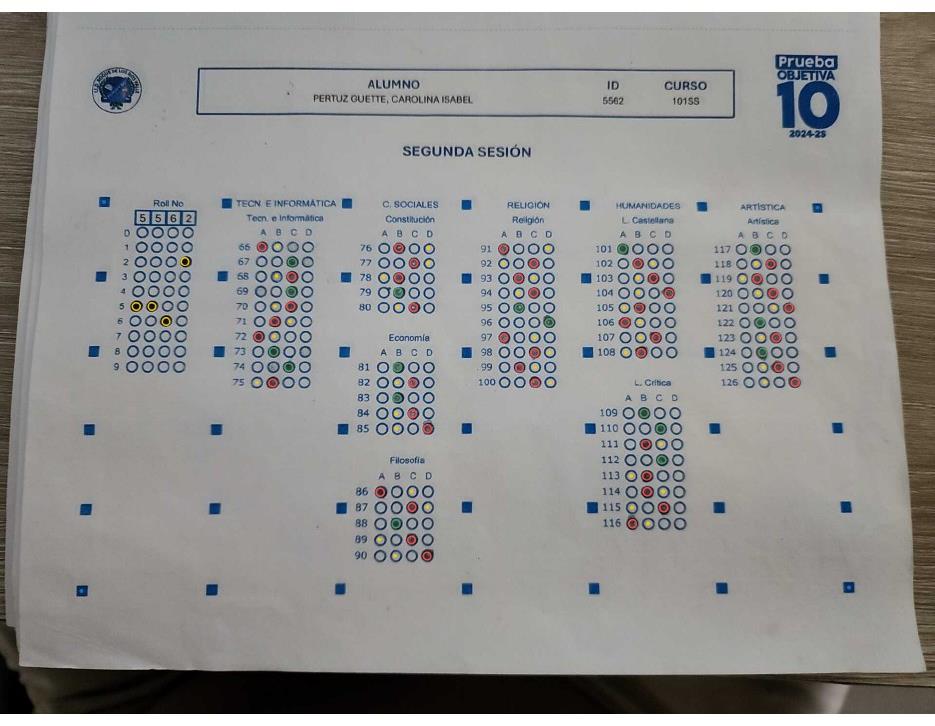 Prueba
OBJETIVA
10
2024-25
ALUMNO ID CURSO
PERTUZ GUETTE, CAROLINA ISABEL 5562 101SS
SEGUNDA SESIÓN
Roll No
5 5 6 2
0
1
2
3
4
5
6
7
8
9
TECN. E INFORMÁTICA
Tecn. e Informática
A B C D
66
67
68
69
70
71
72
73
74
75
C. SOCIALES
Constitución
A B C D
76
77
78
79
80
Economía
A B C D
81
82
83
84
85
Filosofía
A B C D
86
87
88
89
90
RELIGIÓN
Religión
A B C D
91
92
93
94
95
96
97
98
99
100
HUMANIDADES
L. Castellana
A B C D
101
102
103
104
105
106
107
108
L. Crítica
A B C D
109
110
111
112
113
114
115
116
ARTÍSTICA
Artística
A B C D
117
118
119
120
121
122
123
124
125
126